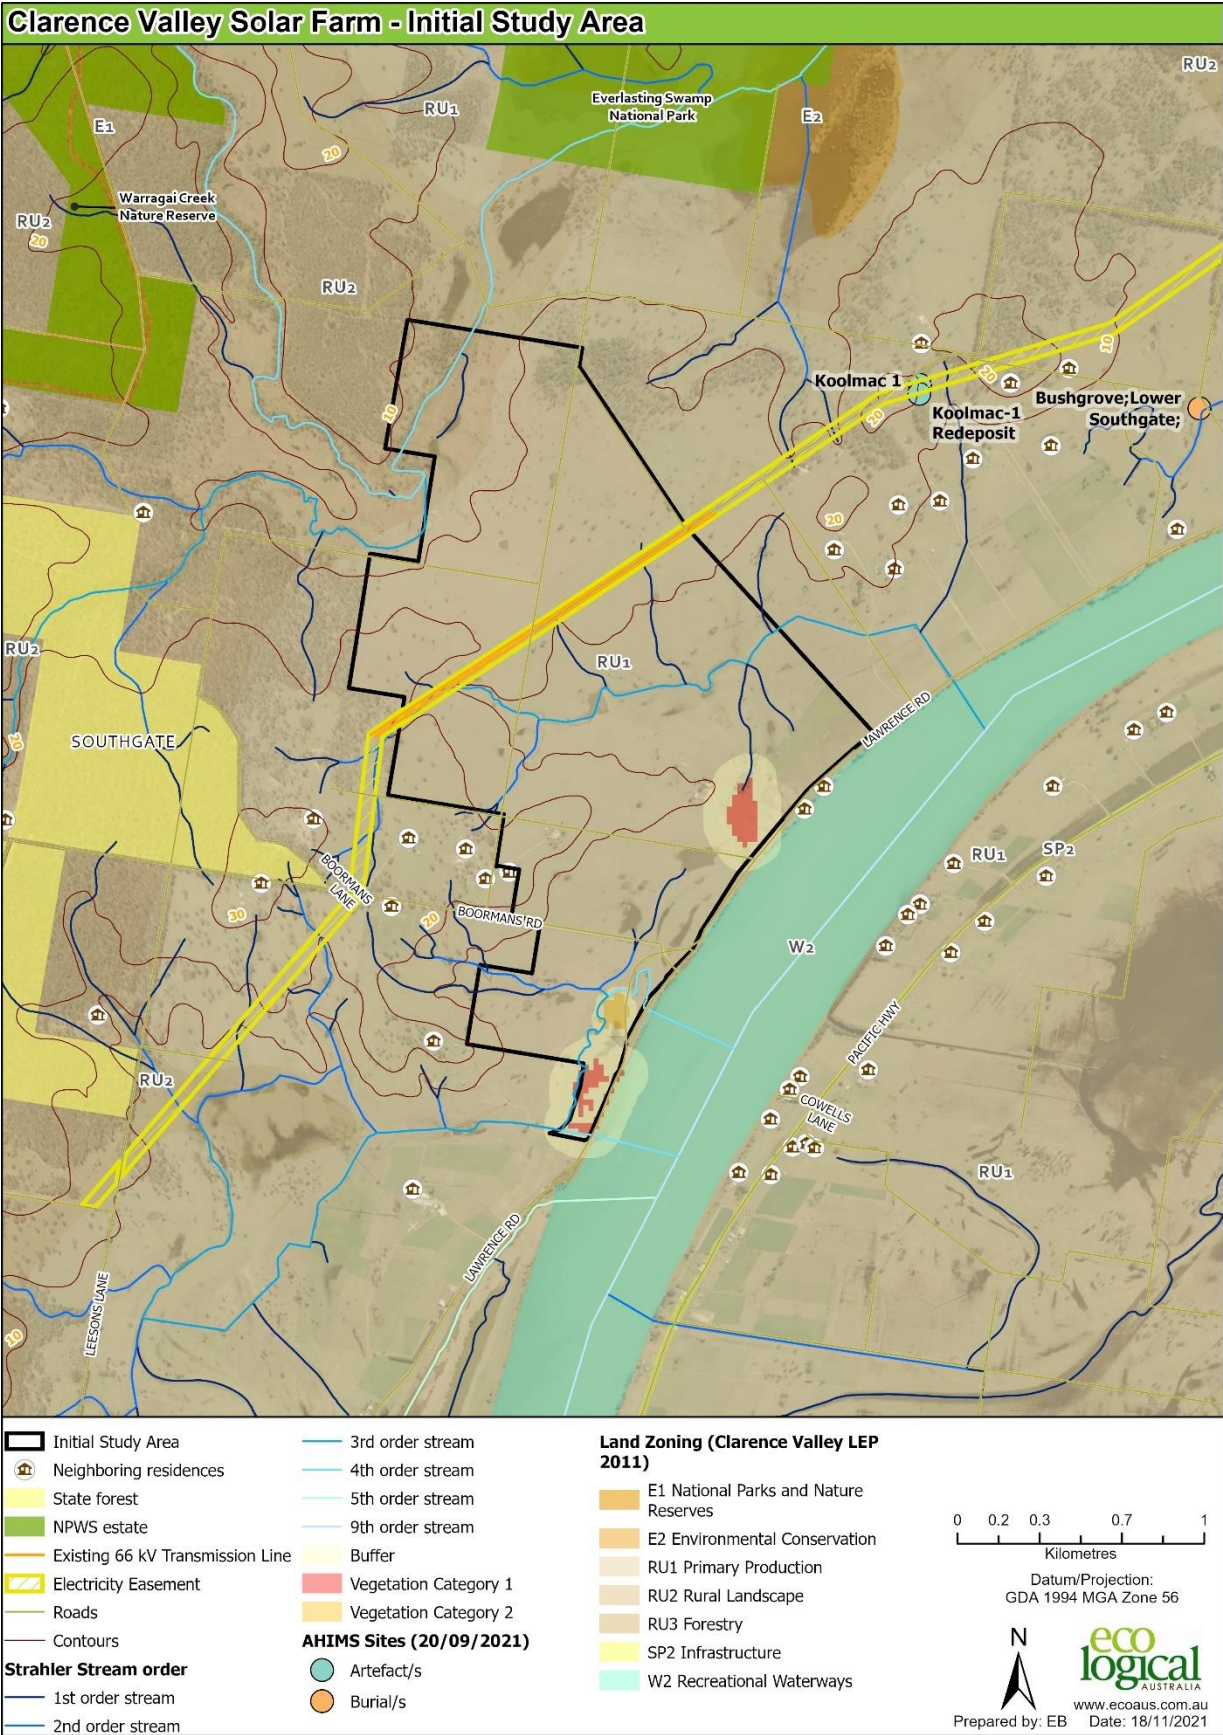 Clarence Valley Solar Farm - Initial Study Area
RU2
RU1
Everlasting Swamp
National Park
E2
E1
20
Warragai Creek
Nature Reserve
RU2
20
RU2
10
Koolmac 1
20
10
20
Koolmac-1
Redeposit
Bushgrove;Lower
Southgate;
20
RU2
RU1
LAWRENCE RD
20
SOUTHGATE
BOORMANS
LANE
RU1
SP2
30
20
BOORMANS RD
W2
PACIFIC HWY
RU2
COWELLS
LANE
RU1
LAWRENCE RD
LEESONS LANE
10
Initial Study Area
Neighboring residences
State forest
NPWS estate
Existing 66 kV Transmission Line
Electricity Easement
Roads
Contours
Strahler Stream order
1st order stream
2nd order stream
3rd order stream
4th order stream
5th order stream
9th order stream
Buffer
Vegetation Category 1
Vegetation Category 2
AHIMS Sites (20/09/2021)
Artefact/s
Burial/s
Land Zoning (Clarence Valley LEP
2011)
E1 National Parks and Nature
Reserves
E2 Environmental Conservation
RU1 Primary Production
RU2 Rural Landscape
RU3 Forestry
SP2 Infrastructure
W2 Recreational Waterways
0 0.2 0.3 0.7 1
Kilometres
Datum/Projection:
GDA 1994 MGA Zone 56
N
eco
logical
AUSTRALIA
www.ecoaus.com.au
Prepared by: EB Date: 18/11/2021